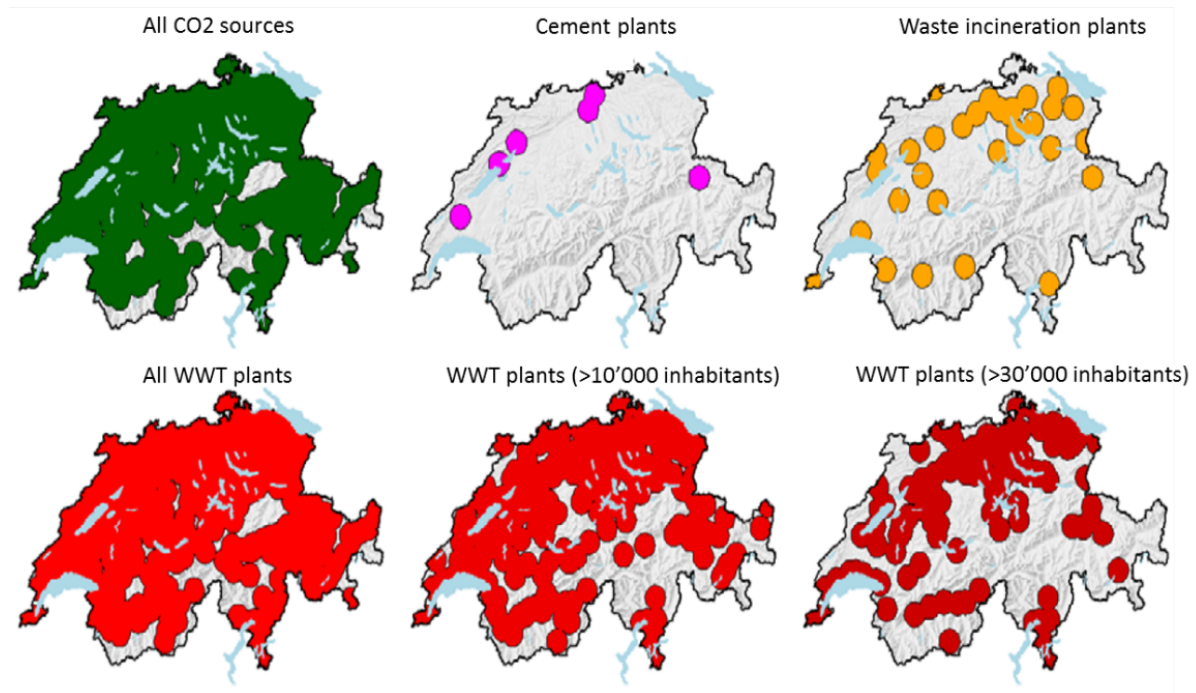 All CO2 sources
Cement plants
Waste incineration plants
All WWT plants
WWT plants (>10'000 inhabitants)
WWT plants (>30'000 inhabitants)